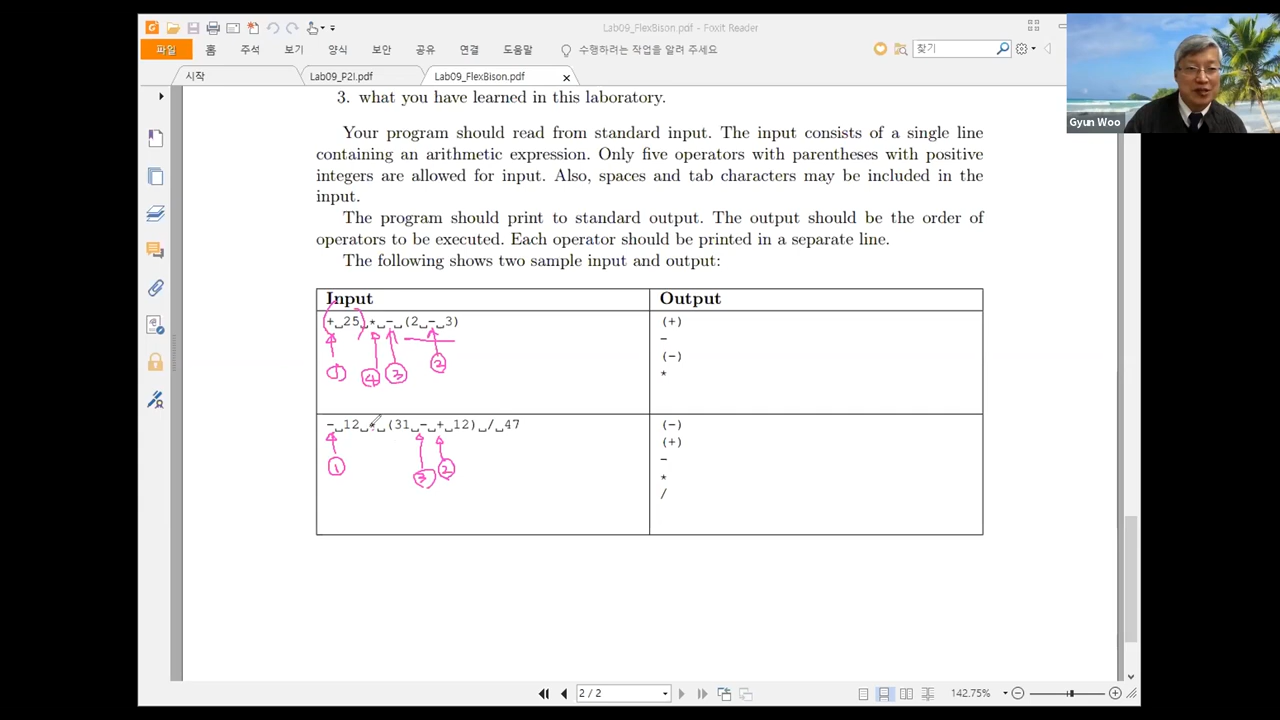 Lab09_FlexBison.pdf - Foxit Reader
파일 홈 주석 보기 양식 보안 공유 연결 도움말 수행하려는 작업을 알려 주세요 찾기
시작 Lab09_P2I.pdf Lab09_FlexBison.pdf
Gyun Woo
3. what you have learned in this laboratory.
Your program should read from standard input. The input consists of a single line
containing an arithmetic expression. Only five operators with parentheses with positive
integers are allowed for input. Also, spaces and tab characters may be included in the
input.
The program should print to standard output. The output should be the order of
operators to be executed. Each operator should be printed in a separate line.
The following shows two sample input and output:
Input Output
+␣25␣*␣-␣(2␣-␣3)
① ④ ③ ②
(+)
-
(-)
*
-␣12␣*␣(31␣-␣+␣12)␣/␣47
① ③ ②
(-)
(+)
-
*
/
2 / 2
142.75%